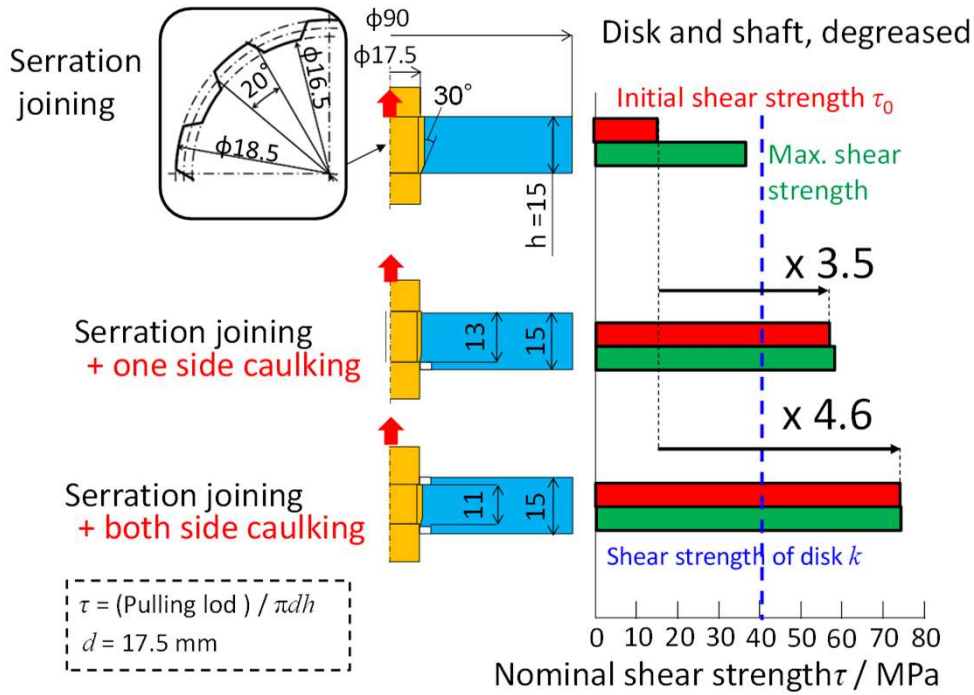 Serration
joining
20°
ϕ16.5
ϕ18.5
ϕ90
ϕ17.5
30°
h =15
Disk and shaft, degreased
Initial shear strength τ0
Max. shear
strength
x 3.5
Serration joining
+ one side caulking
13
15
x 4.6
Serration joining
+ both side caulking
11
15
Shear strength of disk k
τ = (Pulling lod ) / πdh
d = 17.5 mm
0 10 20 30 40 50 60 70 80
Nominal shear strengthτ / MPa